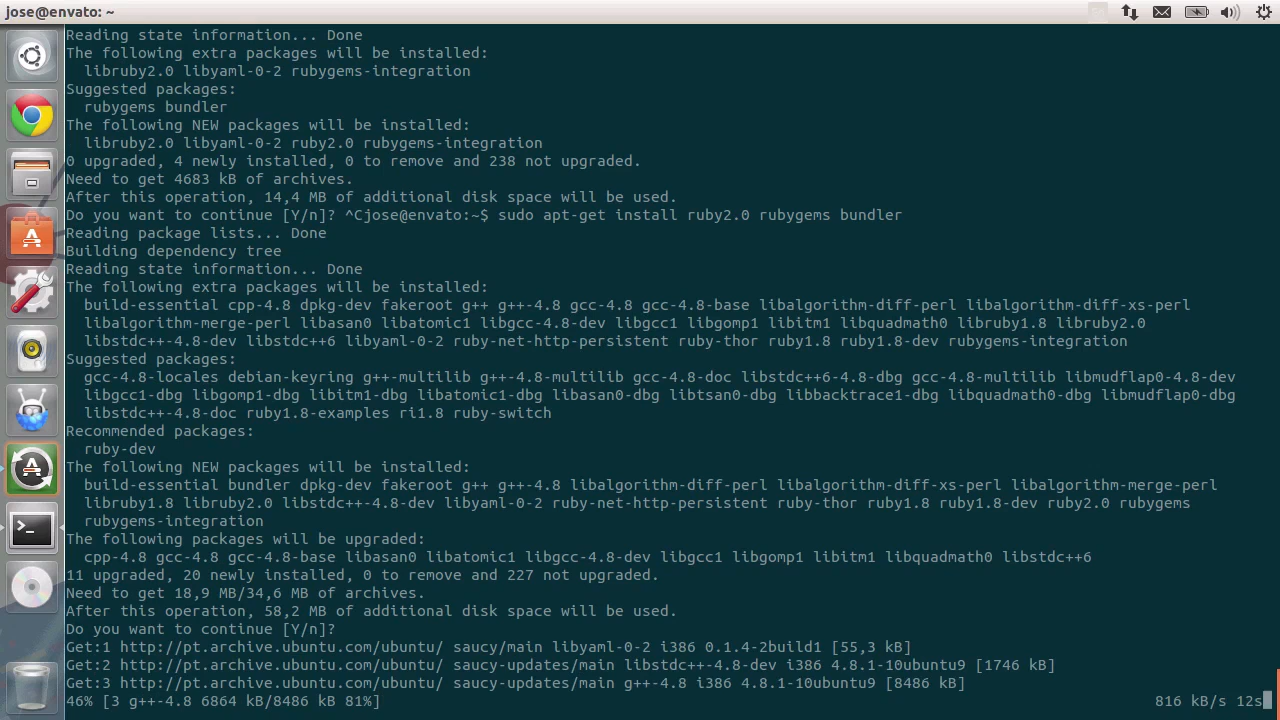 jose@envato: ~
Reading state information... Done
The following extra packages will be installed:
libruby2.0 libyaml-0-2 rubygems-integration
Suggested packages:
rubygems bundler
The following NEW packages will be installed:
libruby2.0 libyaml-0-2 ruby2.0 rubygems-integration
0 upgraded, 4 newly installed, 0 to remove and 238 not upgraded.
Need to get 4683 kB of archives.
After this operation, 14,4 MB of additional disk space will be used.
Do you want to continue [Y/n]? ^Cjose@envato:~$ sudo apt-get install ruby2.0 rubygems bundler
Reading package lists... Done
Building dependency tree
Reading state information... Done
The following extra packages will be installed:
build-essential cpp-4.8 dpkg-dev fakeroot g++ g++-4.8 gcc-4.8 gcc-4.8-base libalgorithm-diff-perl libalgorithm-diff-xs-perl
libalgorithm-merge-perl libasan0 libatomic1 libgcc-4.8-dev libgcc1 libgomp1 libitm1 libquadmath0 libruby1.8 libruby2.0
libstdc++-4.8-dev libstdc++6 libyaml-0-2 ruby-net-http-persistent ruby-thor ruby1.8 ruby1.8-dev rubygems-integration
Suggested packages:
gcc-4.8-locales debian-keyring g++-multilib g++-4.8-multilib gcc-4.8-doc libstdc++6-4.8-dbg gcc-4.8-multilib libmudflap0-4.8-dev
libgcc1-dbg libgomp1-dbg libitm1-dbg libatomic1-dbg libasan0-dbg libtsan0-dbg libbacktrace1-dbg libquadmath0-dbg libmudflap0-dbg
libstdc++-4.8-doc ruby1.8-examples ri1.8 ruby-switch
Recommended packages:
ruby-dev
The following NEW packages will be installed:
build-essential bundler dpkg-dev fakeroot g++ g++-4.8 libalgorithm-diff-perl libalgorithm-diff-xs-perl libalgorithm-merge-perl
libruby1.8 libruby2.0 libstdc++-4.8-dev libyaml-0-2 ruby-net-http-persistent ruby-thor ruby1.8 ruby1.8-dev ruby2.0 rubygems
rubygems-integration
The following packages will be upgraded:
cpp-4.8 gcc-4.8 gcc-4.8-base libasan0 libatomic1 libgcc-4.8-dev libgcc1 libgomp1 libitm1 libquadmath0 libstdc++6
11 upgraded, 20 newly installed, 0 to remove and 227 not upgraded.
Need to get 18,9 MB/34,6 MB of archives.
After this operation, 58,2 MB of additional disk space will be used.
Do you want to continue [Y/n]?
Get:1 http://pt.archive.ubuntu.com/ubuntu/ saucy/main libyaml-0-2 i386 0.1.4-2build1 [55,3 kB]
Get:2 http://pt.archive.ubuntu.com/ubuntu/ saucy-updates/main libstdc++-4.8-dev i386 4.8.1-10ubuntu9 [1746 kB]
Get:3 http://pt.archive.ubuntu.com/ubuntu/ saucy-updates/main g++-4.8 i386 4.8.1-10ubuntu9 [8486 kB]
46% [3 g++-4.8 6864 kB/8486 kB 81%] 816 kB/s 12s